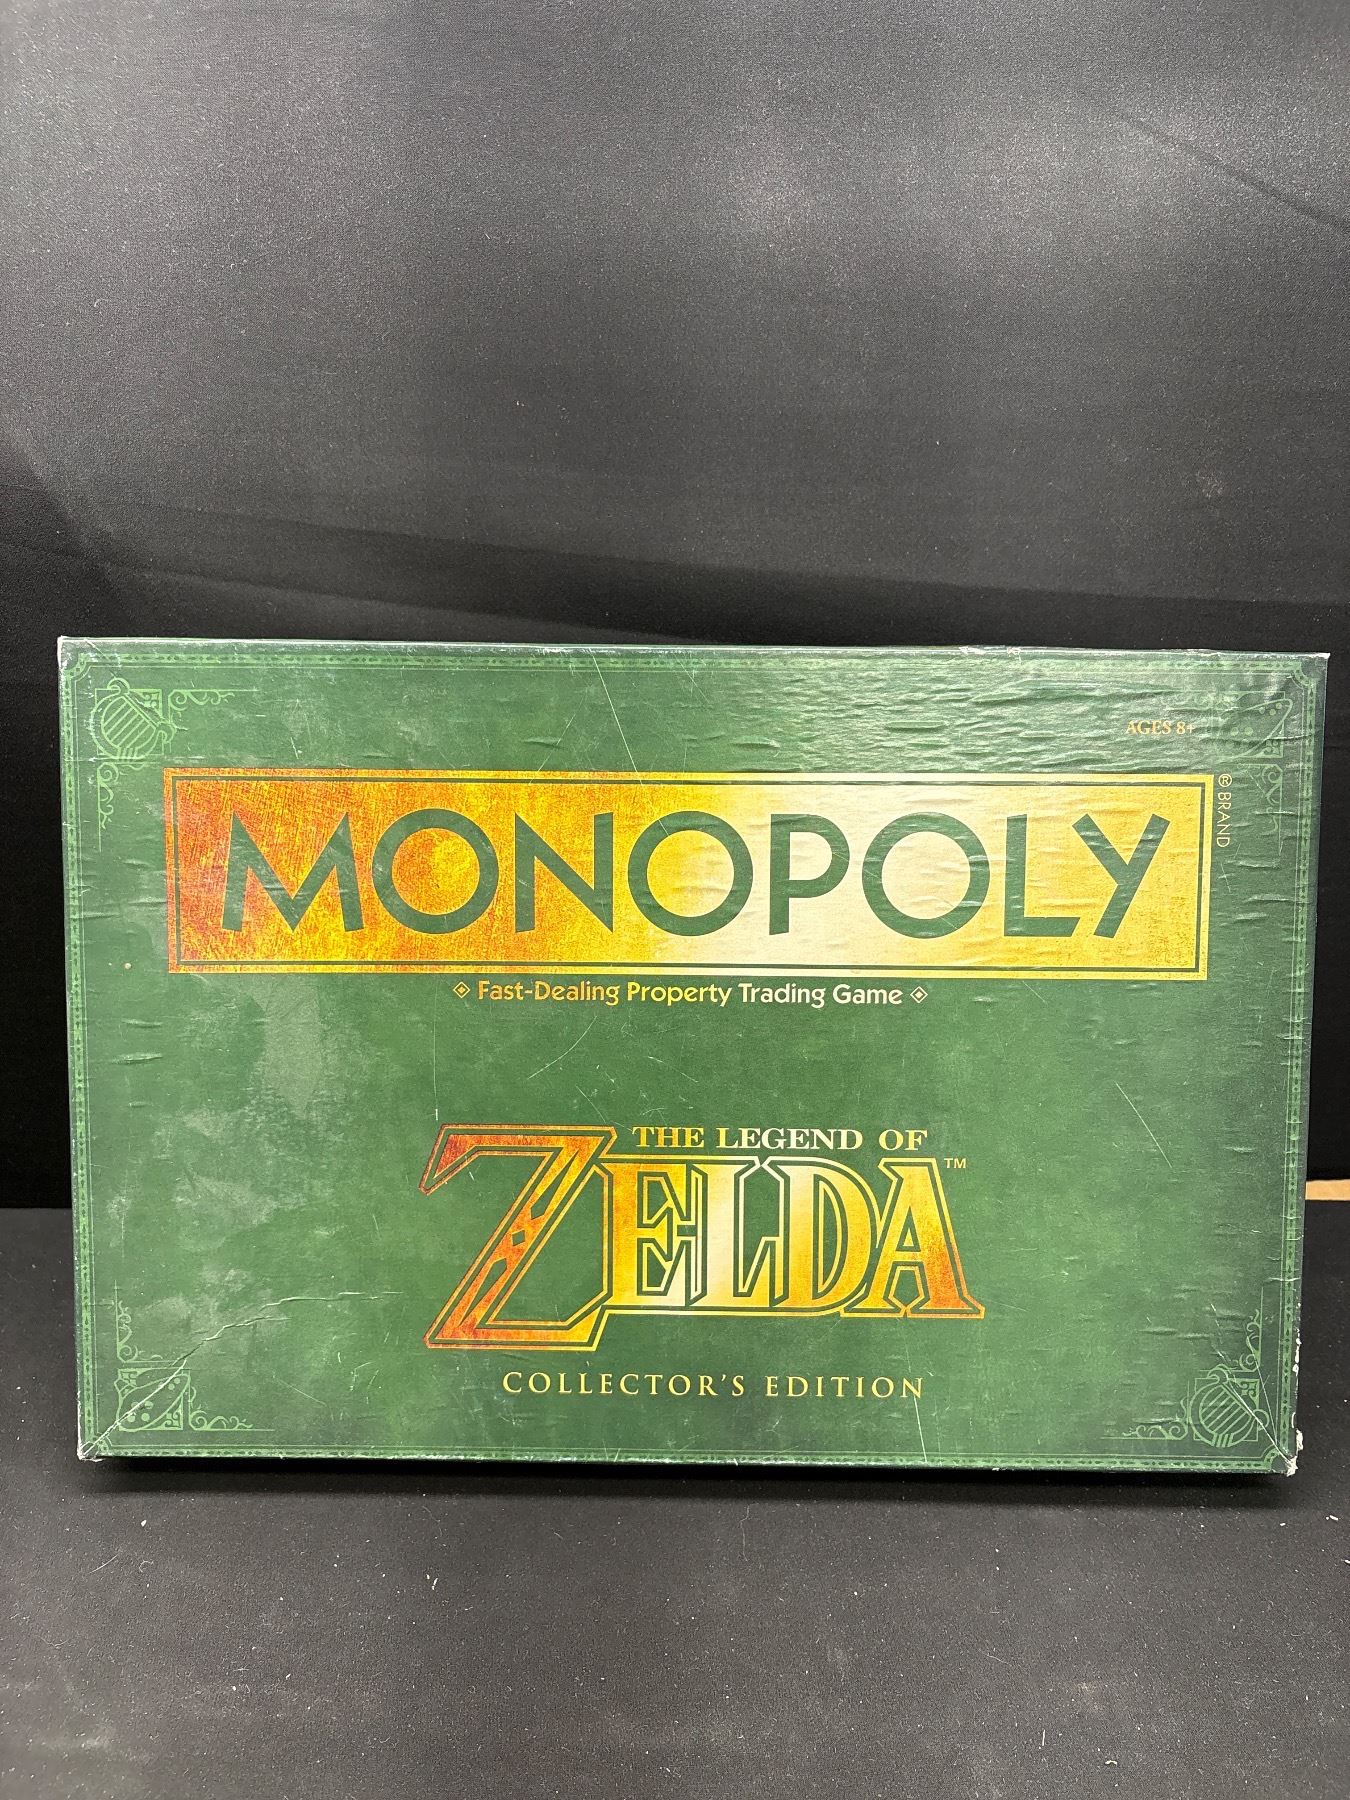 AGES 8+
MONOPOLY
® BRAND
Fast-Dealing Property Trading Game
THE LEGEND OF
ZELDA™
COLLECTOR'S EDITION